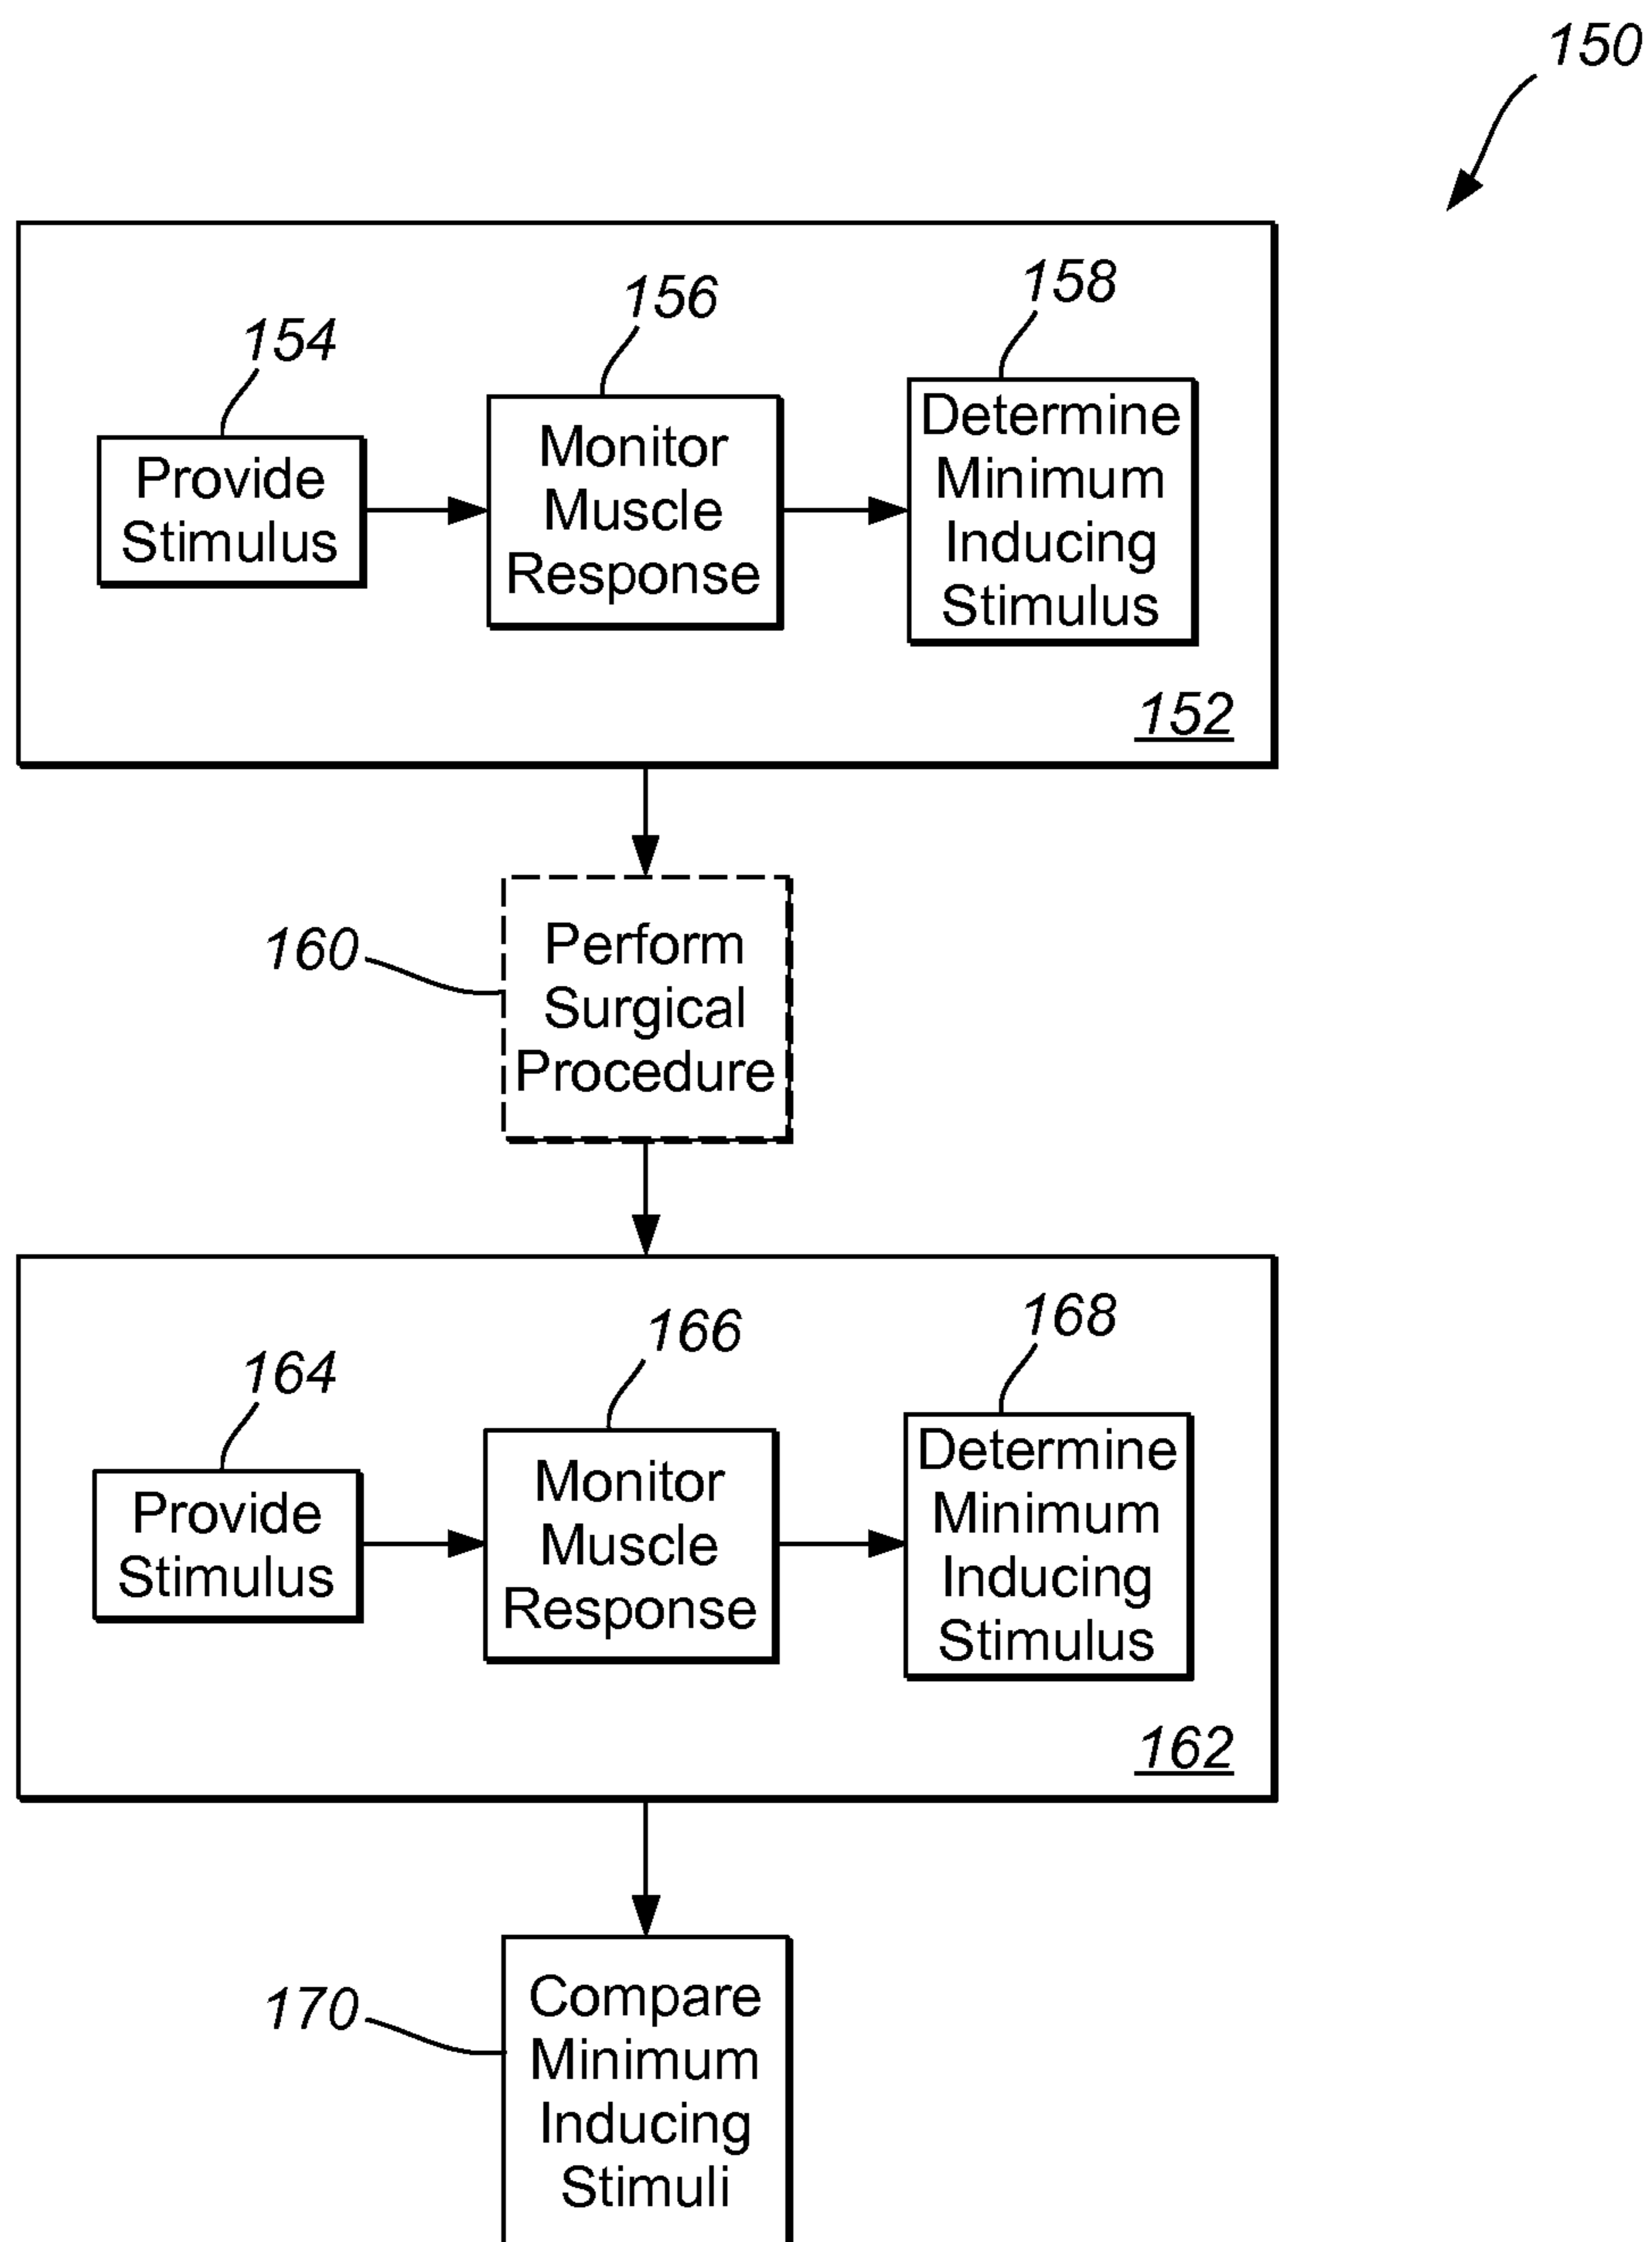 150
154
156
158
Provide
Stimulus
Monitor
Muscle
Response
Determine
Minimum
Inducing
Stimulus
152
160
Perform
Surgical
Procedure
164
166
168
Provide
Stimulus
Monitor
Muscle
Response
Determine
Minimum
Inducing
Stimulus
162
170
Compare
Minimum
Inducing
Stimuli